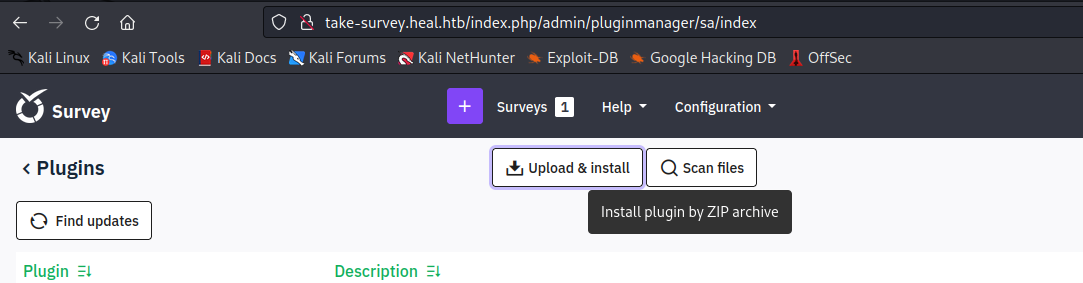 take-survey.heal.htb/index.php/admin/pluginmanager/sa/index
Kali Linux Kali Tools Kali Docs Kali Forums Kali NetHunter Exploit-DB Google Hacking DB OffSec
Survey + Surveys 1 Help Configuration
Plugins Upload & install Scan files
Install plugin by ZIP archive
Find updates
Plugin Description